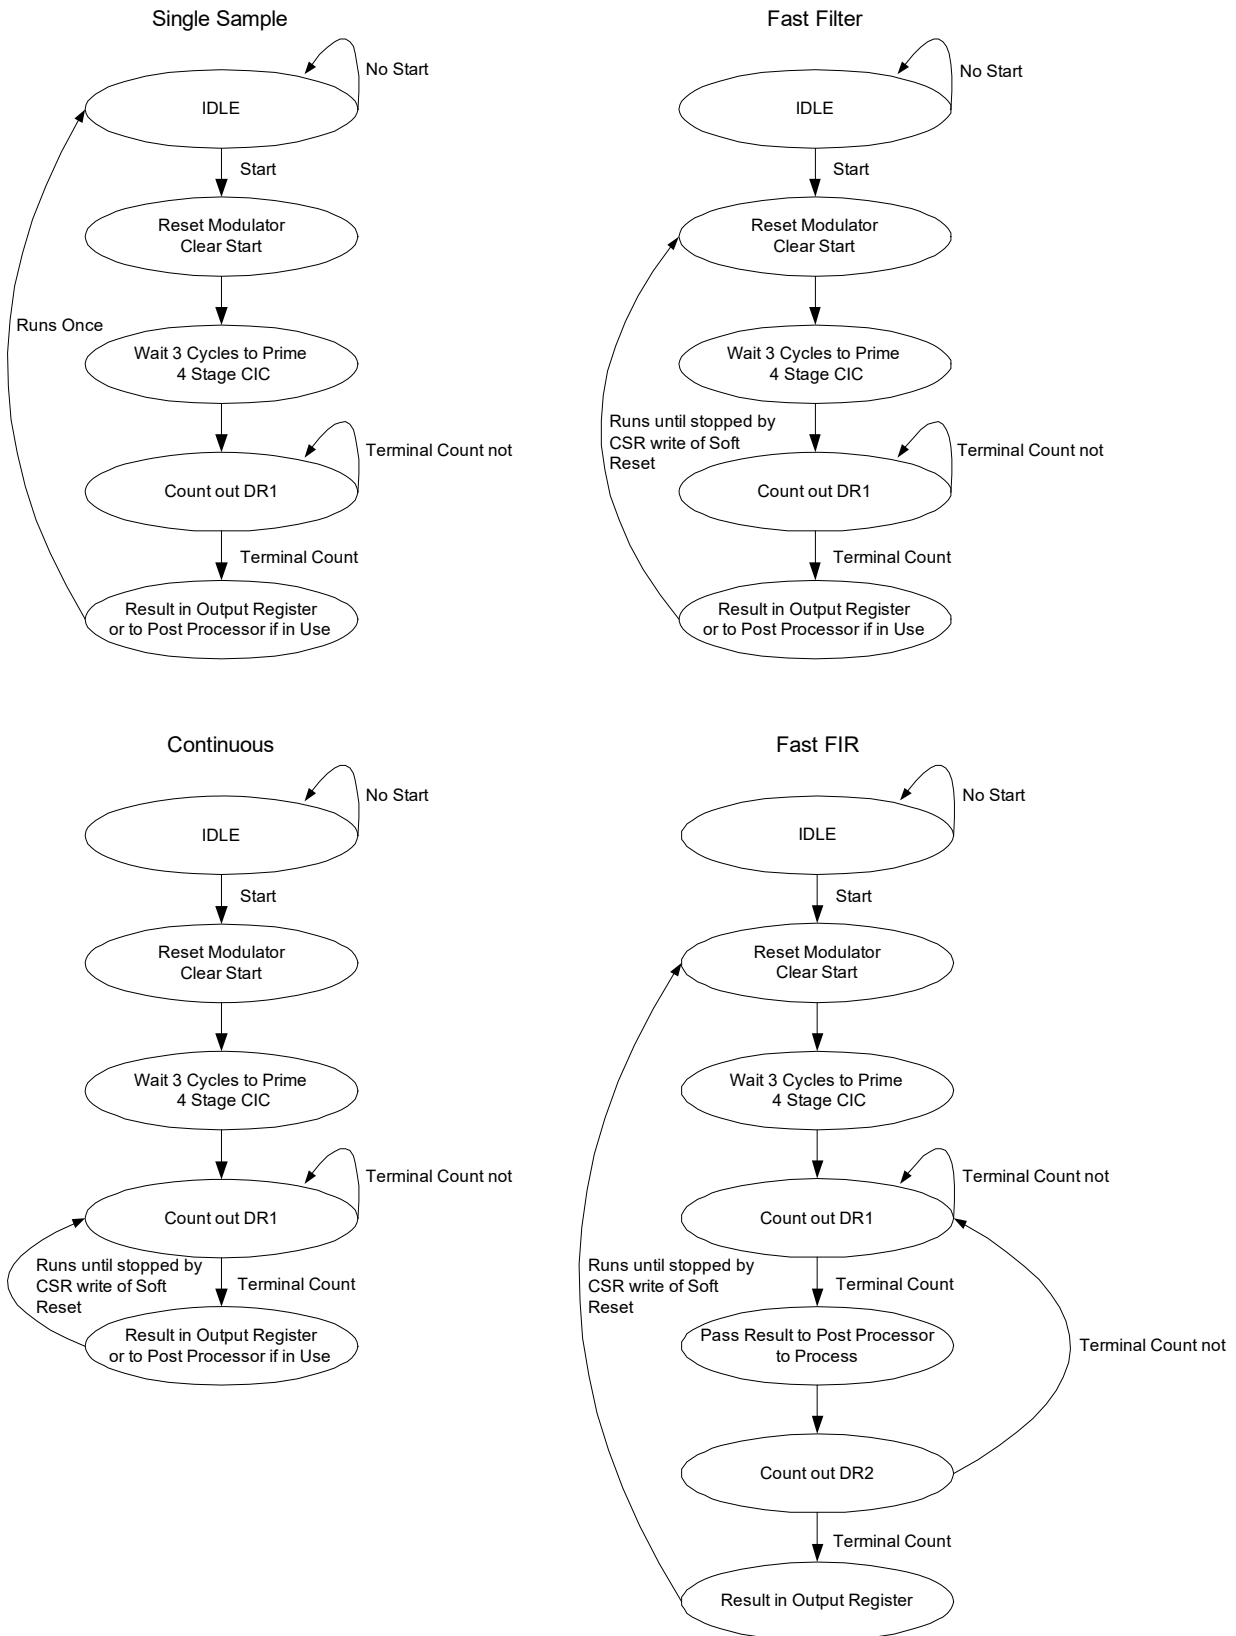 Single Sample
No Start
IDLE
Start
Reset Modulator
Clear Start
Runs Once
Wait 3 Cycles to Prime
4 Stage CIC
Terminal Count not
Count out DR1
Terminal Count
Result in Output Register
or to Post Processor if in Use
Fast Filter
No Start
IDLE
Start
Reset Modulator
Clear Start
Wait 3 Cycles to Prime
4 Stage CIC
Runs until stopped by
CSR write of Soft
Reset
Terminal Count not
Count out DR1
Terminal Count
Result in Output Register
or to Post Processor if in Use
Continuous
No Start
IDLE
Start
Reset Modulator
Clear Start
Wait 3 Cycles to Prime
4 Stage CIC
Terminal Count not
Count out DR1
Runs until stopped by
CSR write of Soft
Reset
Terminal Count
Result in Output Register
or to Post Processor if in Use
Fast FIR
No Start
IDLE
Start
Reset Modulator
Clear Start
Wait 3 Cycles to Prime
4 Stage CIC
Terminal Count not
Count out DR1
Runs until stopped by
CSR write of Soft
Reset
Terminal Count
Pass Result to Post Processor
to Process
Terminal Count not
Count out DR2
Terminal Count
Result in Output Register